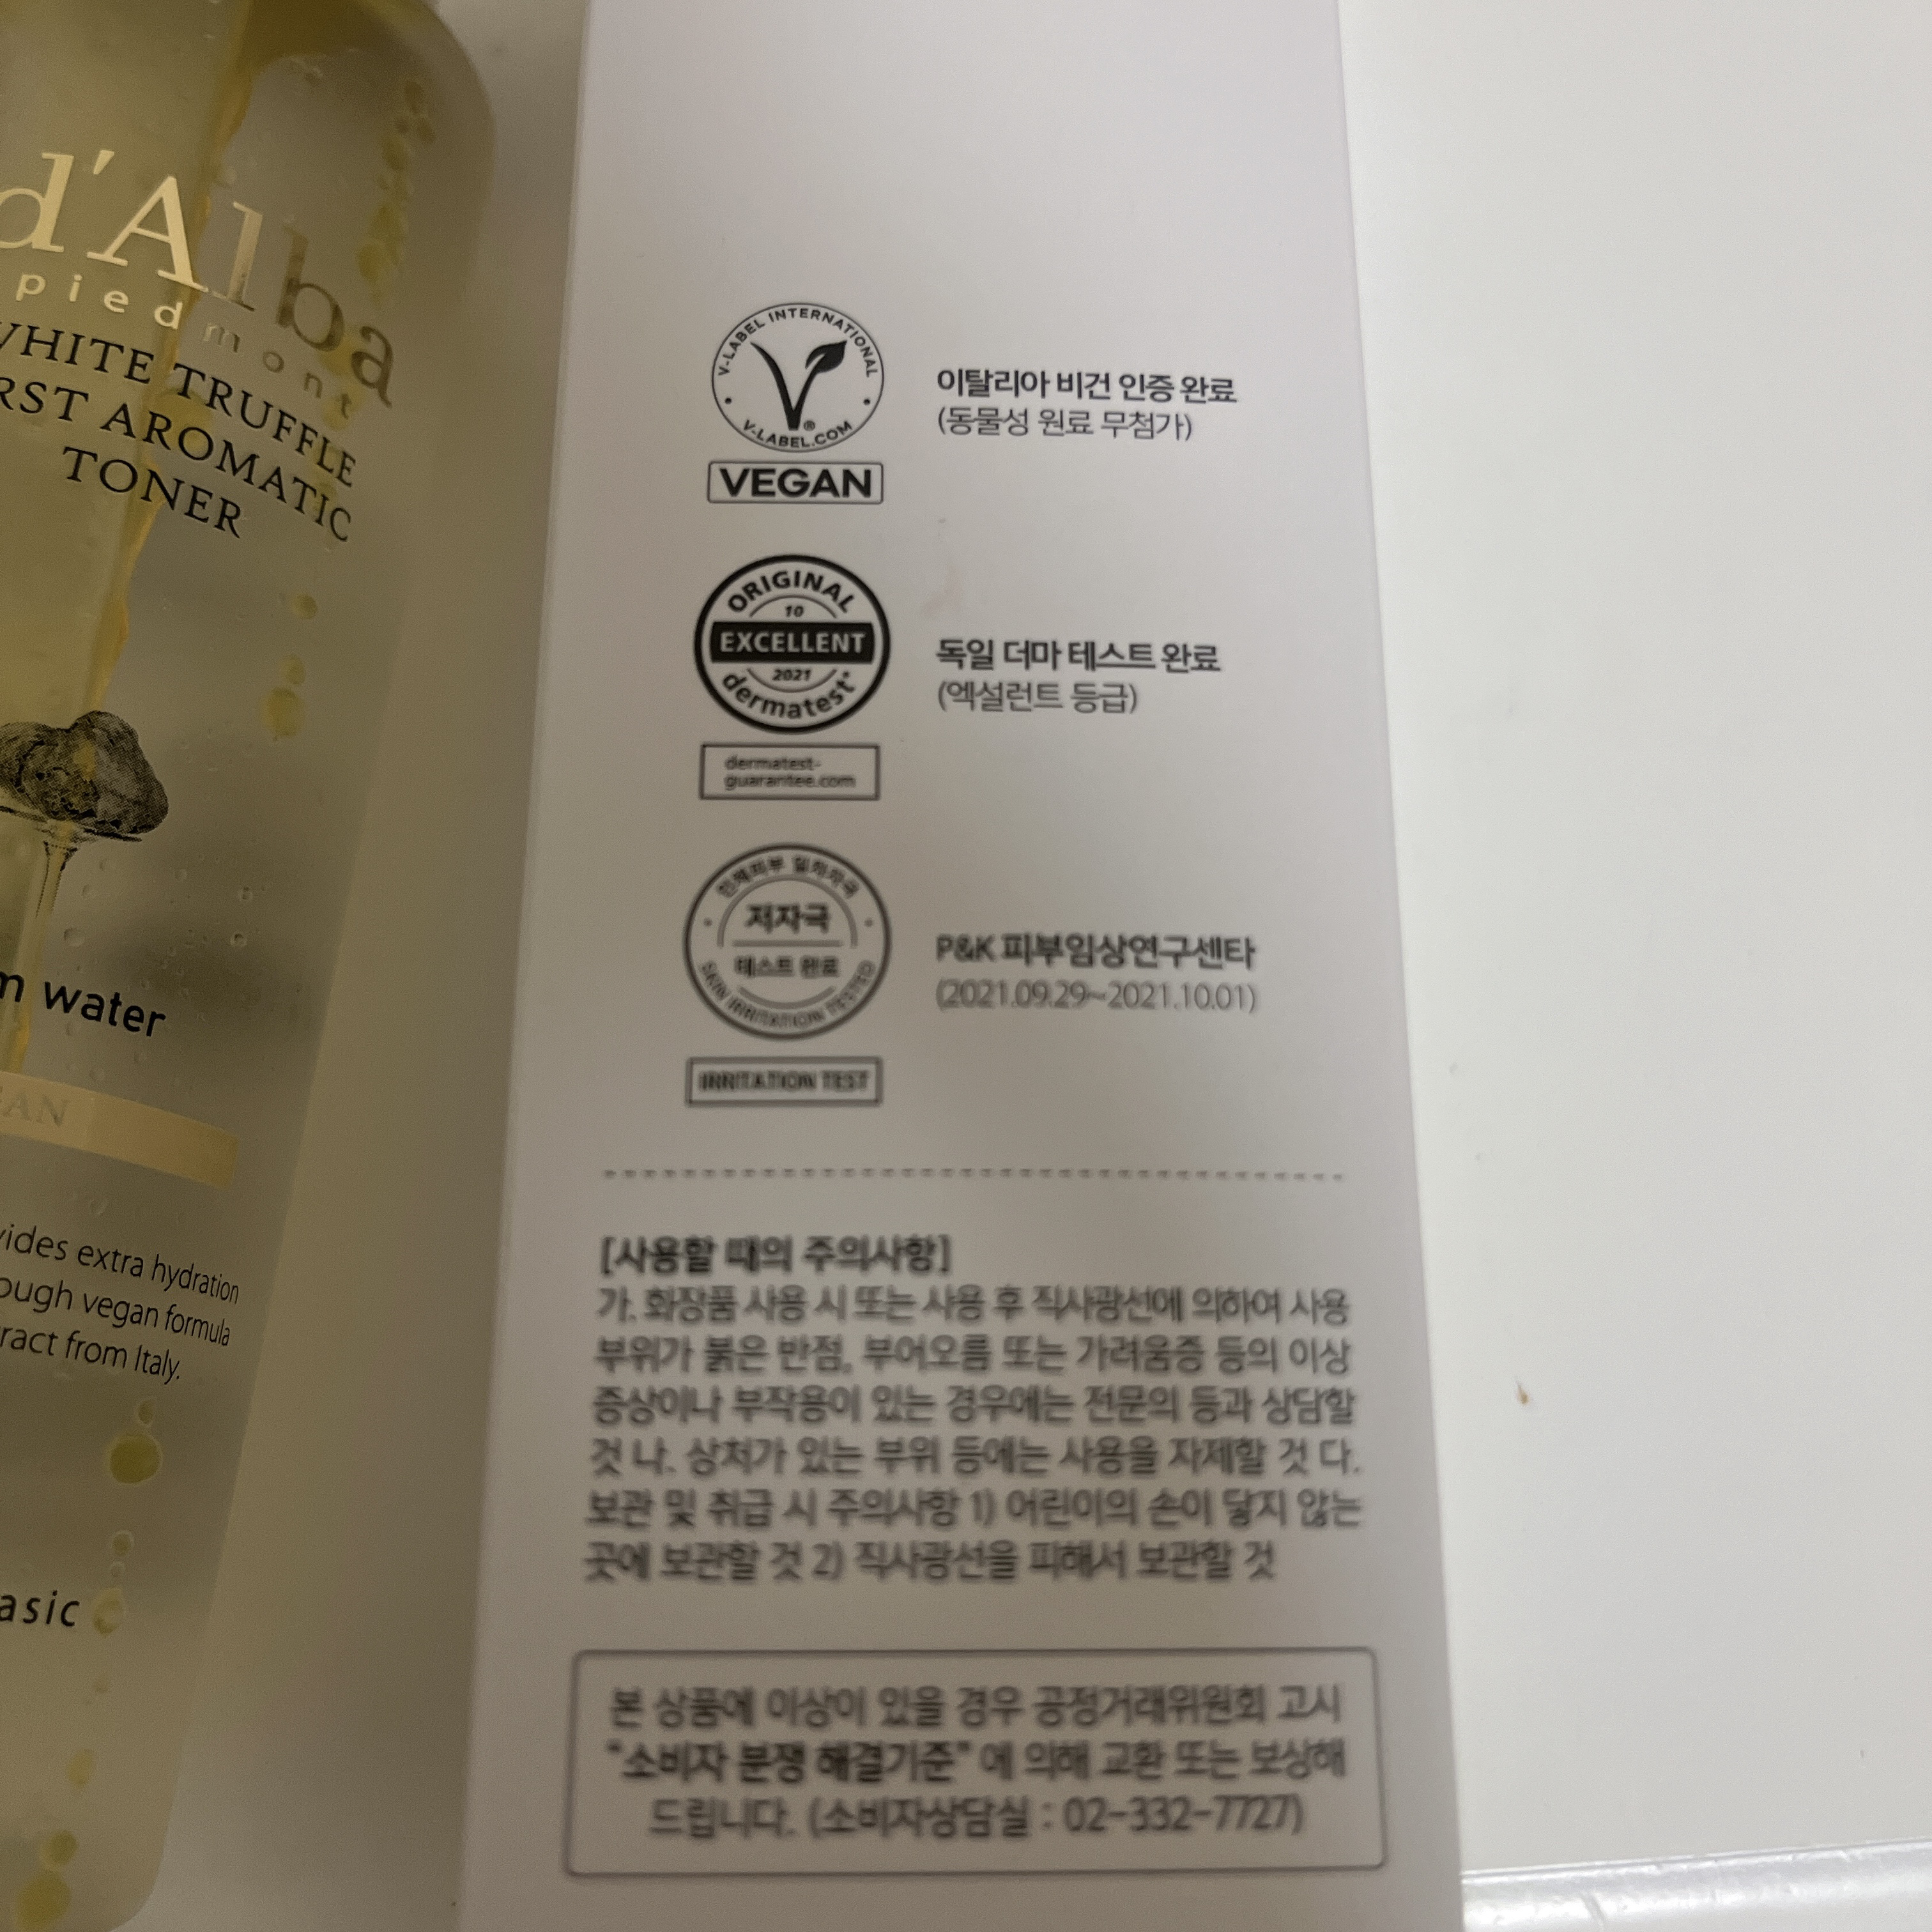 d'Alba
piedmont
WHITE TRUFFLE
AROMATIC
TONER
water
extra hydration
vegan formula
from Italy.
V-LABEL INTERNATIONAL
V-LABEL.COM
VEGAN
이탈리아 비건 인증 완료
(동물성 원료 무첨가)
ORIGINAL
10
EXCELLENT
2021
dermatest®
dermatest-
guarantee.com
독일 더마 테스트 완료
(엑설런트 등급)
인체피부 일차자극
저자극
테스트 완료
SKIN IRRITATION TESTED
IRRITATION TEST
P&K 피부임상연구센타
(2021.09.29~2021.10.01)
[사용할 때의 주의사항]
가. 화장품 사용 시 또는 사용 후 직사광선에 의하여 사용
부위가 붉은 반점, 부어오름 또는 가려움증 등의 이상
증상이나 부작용이 있는 경우에는 전문의 등과 상담할
것 나. 상처가 있는 부위 등에는 사용을 자제할 것 다.
보관 및 취급 시 주의사항 1) 어린이의 손이 닿지 않는
곳에 보관할 것 2) 직사광선을 피해서 보관할 것
본 상품에 이상이 있을 경우 공정거래위원회 고시
"소비자 분쟁 해결기준" 에 의해 교환 또는 보상해
드립니다. (소비자상담실 : 02-332-7727)